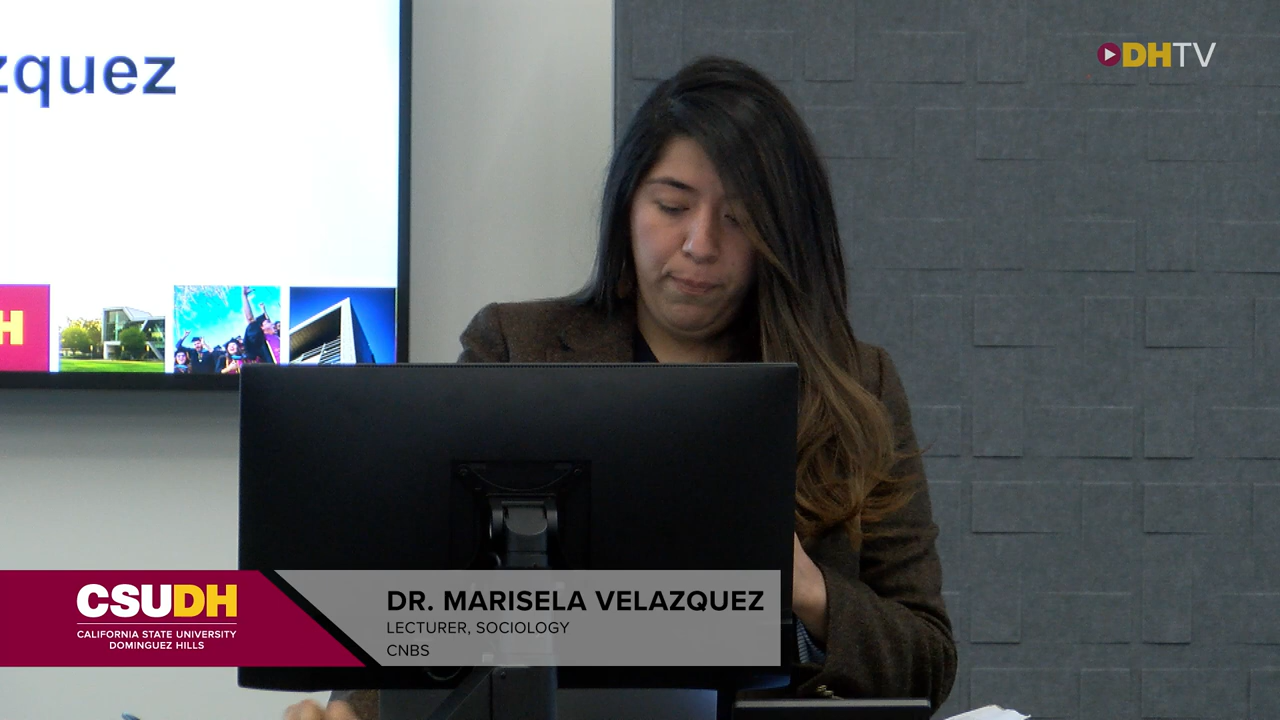 zquez
DHTV
H
CSUDH
CALIFORNIA STATE UNIVERSITY
DOMINGUEZ HILLS
DR. MARISELA VELAZQUEZ
LECTURER, SOCIOLOGY
CNBS